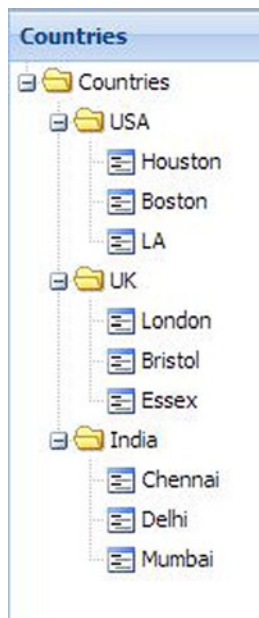 Countries
Countries
USA
Houston
Boston
LA
UK
London
Bristol
Essex
India
Chennai
Delhi
Mumbai